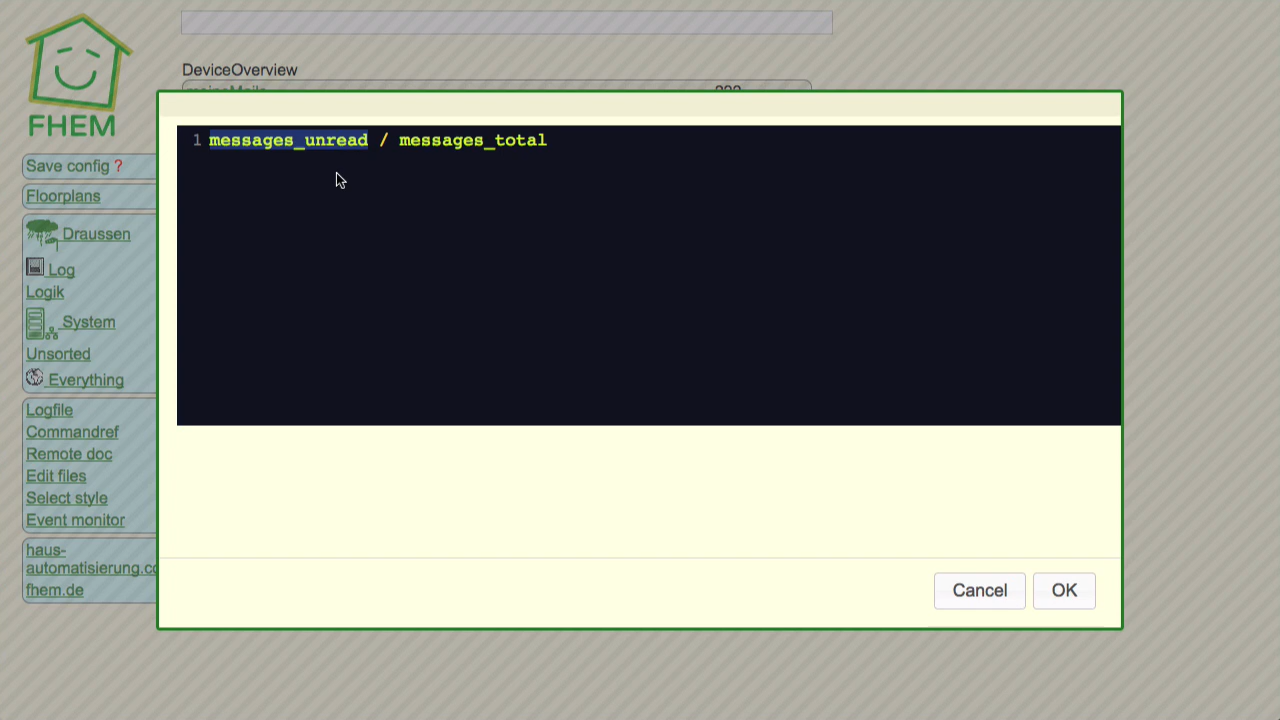 FHEM
Save config ?
Floorplans
Draussen
Log
Logik
System
Unsorted
Everything
Logfile
Commandref
Remote doc
Edit files
Select style
Event monitor
haus-
automatisierung.co
fhem.de
DeviceOverview
1 messages_unread / messages_total
Cancel OK